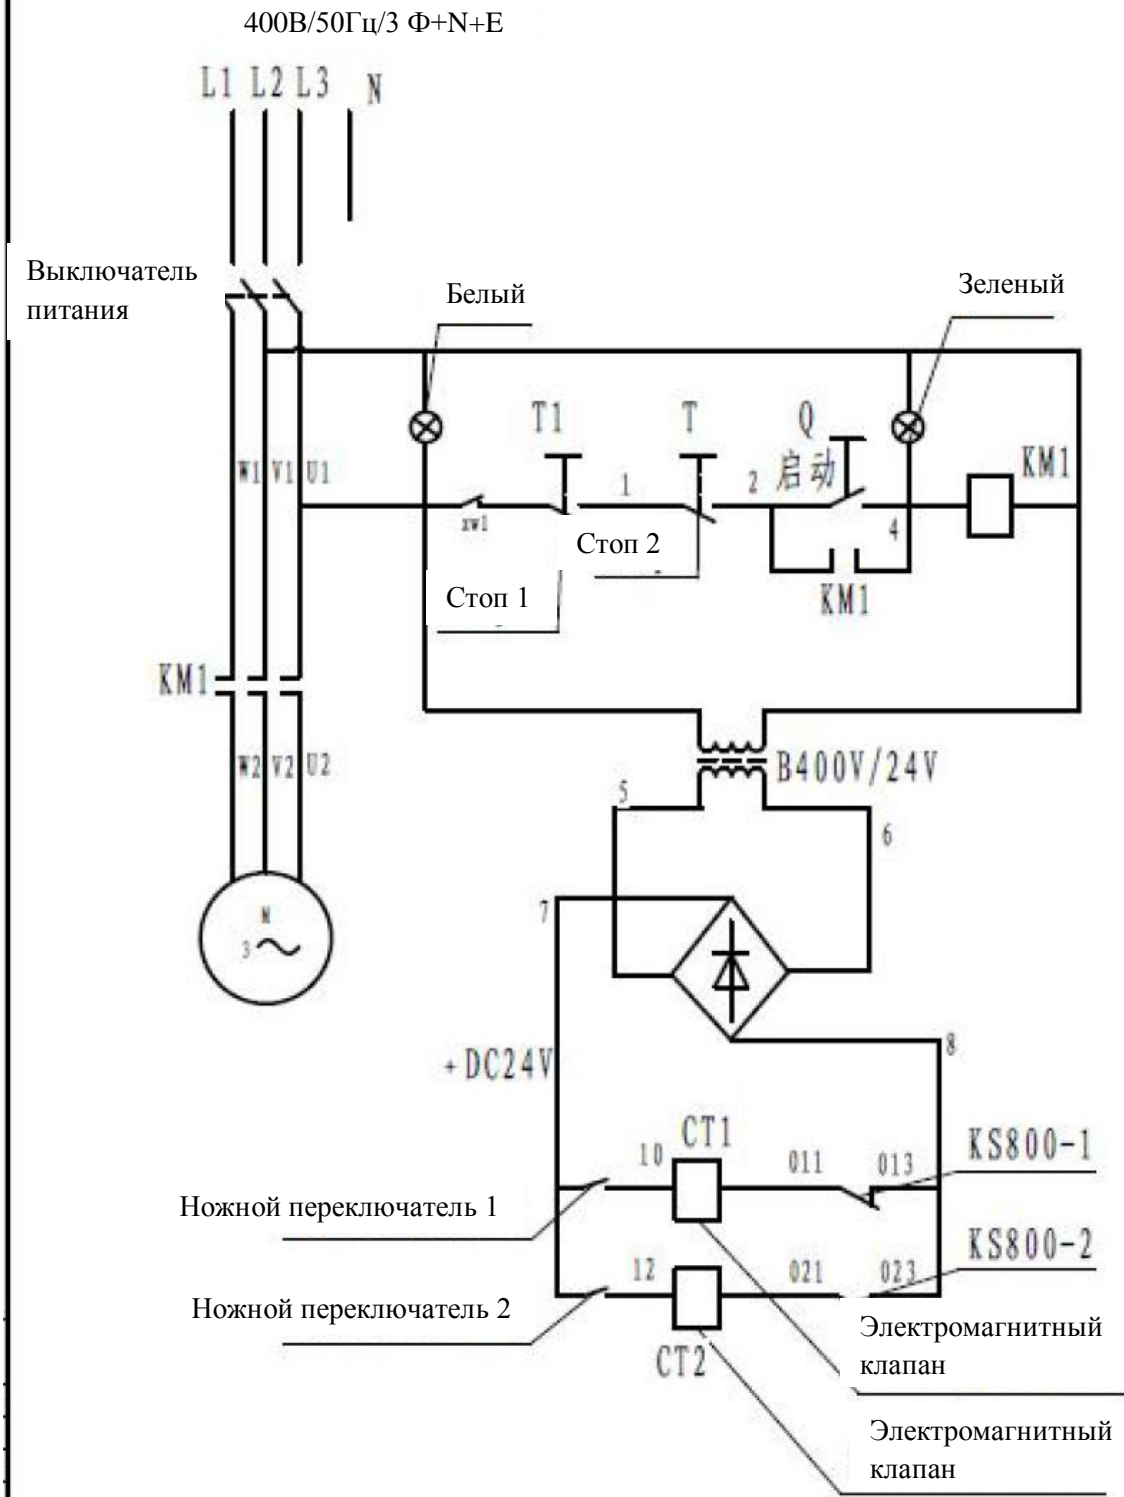 400В/50Гц/3 Ф+N+E
L1 L2 L3 N
Выключатель
питания
Белый
Зеленый
T1
T
Q
启动
KM1
W1
V1
U1
xw1
1
2
4
Стоп 2
Стоп 1
KM1
KM1
W2
V2
U2
B400V/24V
5
6
M
3
7
8
+DC24V
CT1
10
011
013
KS800-1
Ножной переключатель 1
12
021
023
KS800-2
Ножной переключатель 2
CT2
Электромагнитный
клапан
Электромагнитный
клапан